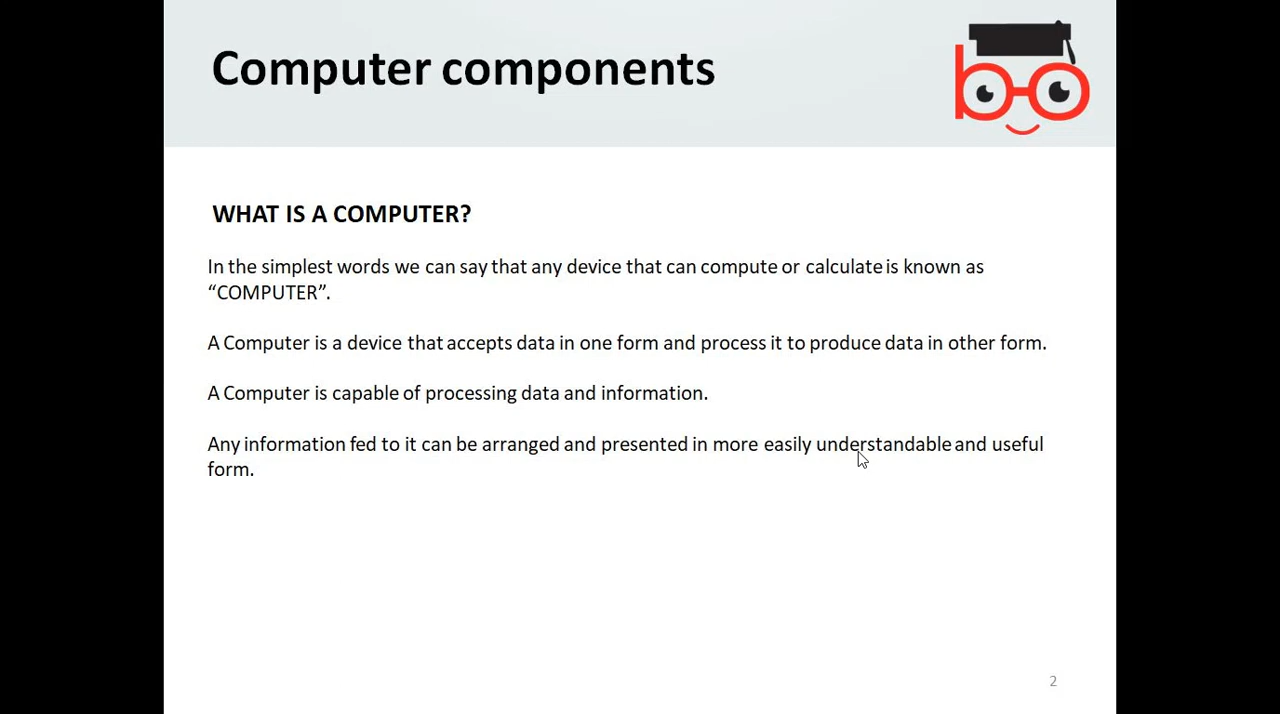 Computer components
WHAT IS A COMPUTER?
In the simplest words we can say that any device that can compute or calculate is known as
“COMPUTER”.
A Computer is a device that accepts data in one form and process it to produce data in other form.
A Computer is capable of processing data and information.
Any information fed to it can be arranged and presented in more easily understandable and useful
form.
2